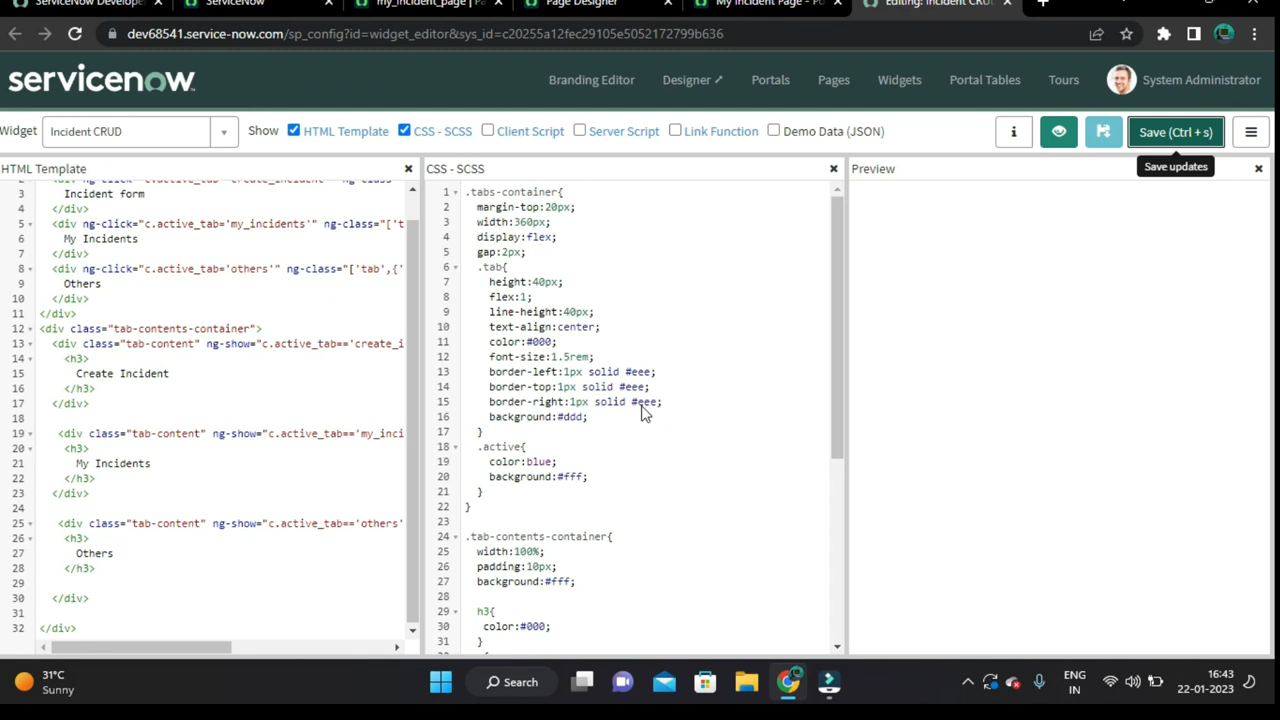 ServiceNow Develope
ServiceNow
my_incident_page | Pa
Page Designer
My Incident Page - Po
Editing: Incident CRUD
dev68541.service-now.com/sp_config?id=widget_editor&sys_id=c20255a12fec29105e5052172799b636
servicenow
Branding Editor
Designer
Portals
Pages
Widgets
Portal Tables
Tours
System Administrator
Widget
Incident CRUD
Show
HTML Template
CSS - SCSS
Client Script
Server Script
Link Function
Demo Data (JSON)
Save (Ctrl + s)
Save updates
HTML Template
3 Incident form
4 </div>
5 <div ng-click="c.active_tab='my_incidents'" ng-class="['t
6 My Incidents
7 </div>
8 <div ng-click="c.active_tab='others'" ng-class="['tab',{'
9 Others
10 </div>
11 </div>
12 <div class="tab-contents-container">
13 <div class="tab-content" ng-show="c.active_tab=='create_i
14 <h3>
15 Create Incident
16 </h3>
17 </div>
18
19 <div class="tab-content" ng-show="c.active_tab=='my_inci
20 <h3>
21 My Incidents
22 </h3>
23 </div>
24
25 <div class="tab-content" ng-show="c.active_tab=='others'
26 <h3>
27 Others
28 </h3>
29
30 </div>
31
32 </div>
CSS - SCSS
1 .tabs-container{
2 margin-top:20px;
3 width:360px;
4 display:flex;
5 gap:2px;
6 .tab{
7 height:40px;
8 flex:1;
9 line-height:40px;
10 text-align:center;
11 color:#000;
12 font-size:1.5rem;
13 border-left:1px solid #eee;
14 border-top:1px solid #eee;
15 border-right:1px solid #eee;
16 background:#ddd;
17 }
18 .active{
19 color:blue;
20 background:#fff;
21 }
22 }
23
24 .tab-contents-container{
25 width:100%;
26 padding:10px;
27 background:#fff;
28
29 h3{
30 color:#000;
31 }
Preview
31°C
Sunny
Search
ENG
IN
16:43
22-01-2023